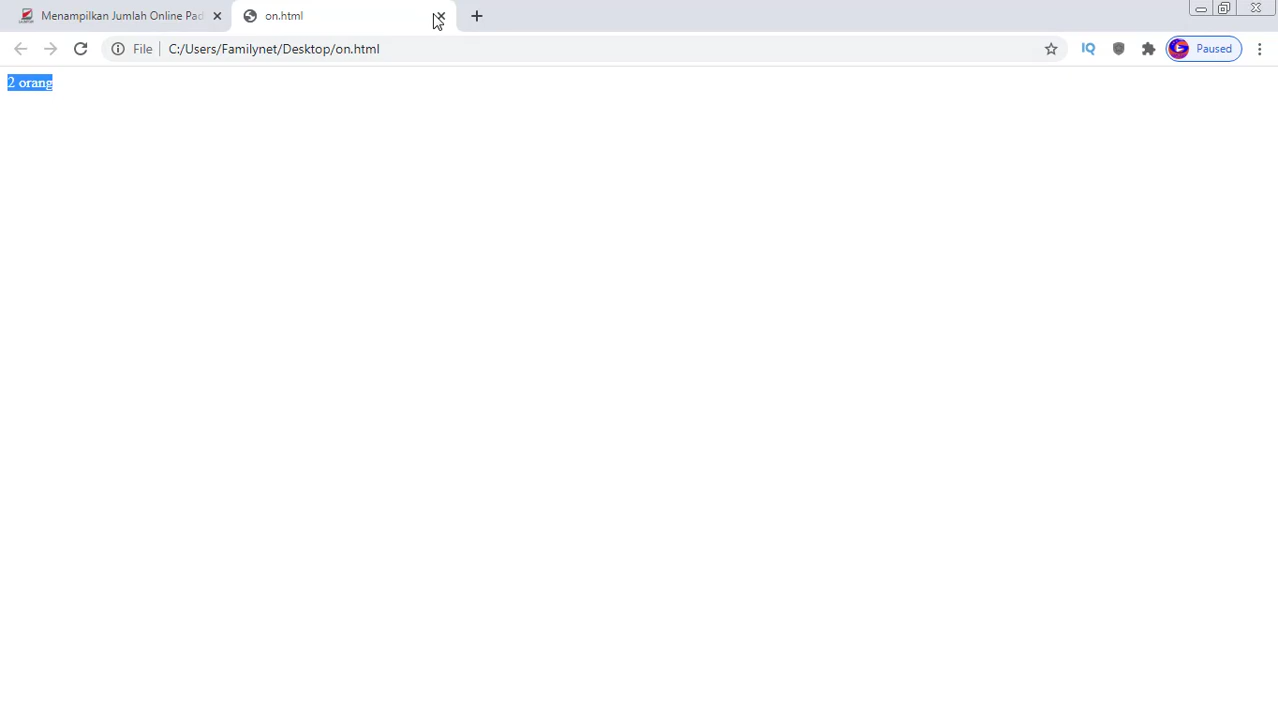 Menampilkan Jumlah Online Pad
on.html
File
C:/Users/Familynet/Desktop/on.html
IQ
Paused
2 orang